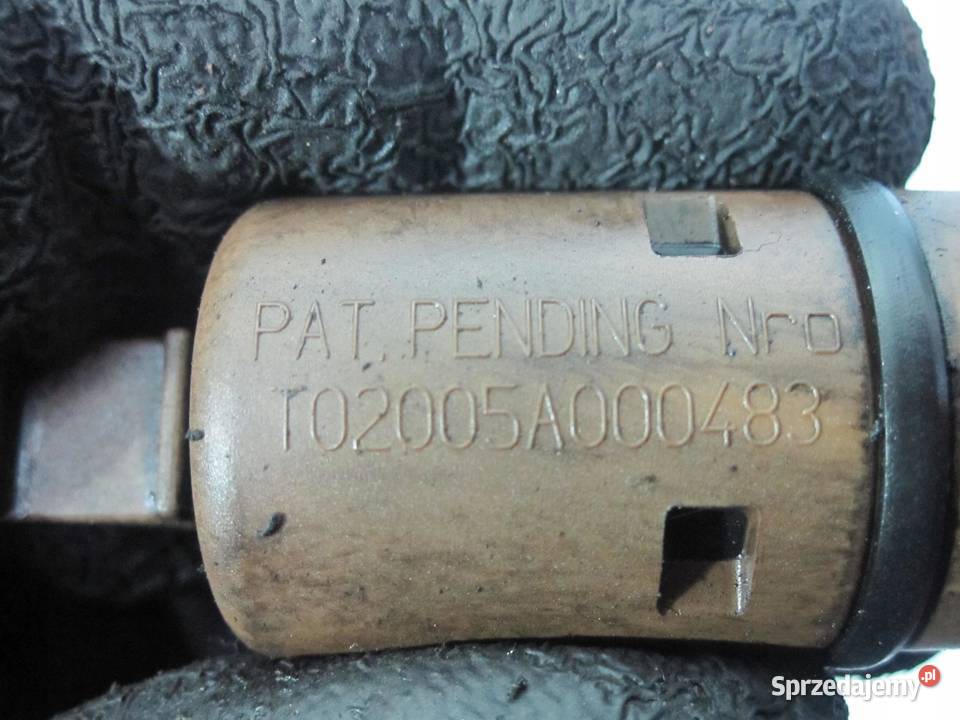 PAT. PENDING Nro
T02005A000483
Sprzedajemy.pl